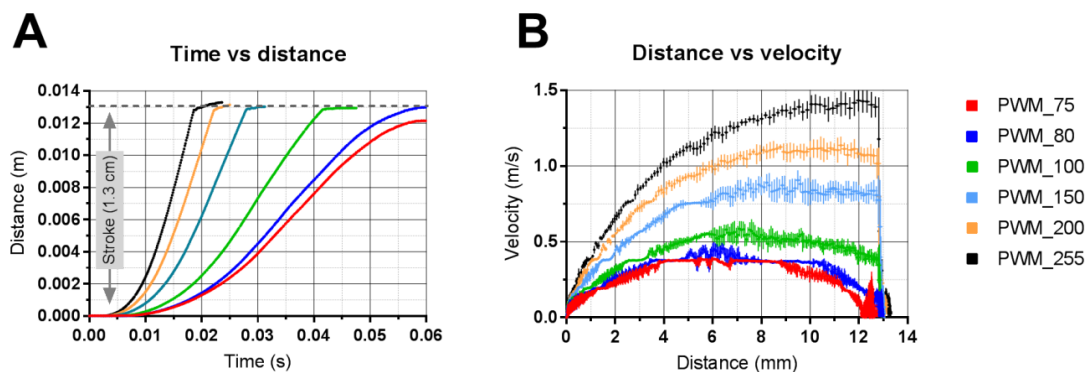 A
Time vs distance
Distance (m)
0.014
0.012
0.010
0.008
0.006
0.004
0.002
0.000
Stroke (1.3 cm)
0.00 0.01 0.02 0.03 0.04 0.05 0.06
Time (s)
B
Distance vs velocity
Velocity (m/s)
1.5
1.0
0.5
0.0
0 2 4 6 8 10 12 14
Distance (mm)
PWM_75
PWM_80
PWM_100
PWM_150
PWM_200
PWM_255